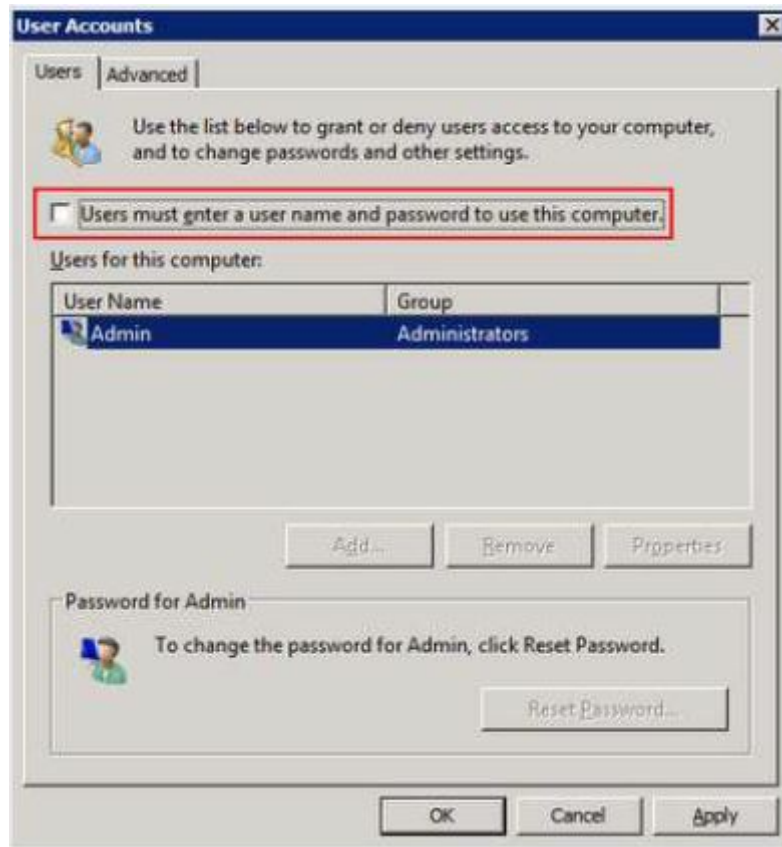 User Accounts
Users
Advanced
Use the list below to grant or deny users access to your computer,
and to change passwords and other settings.
Users must enter a user name and password to use this computer.
Users for this computer:
User Name Group
Admin Administrators
Add... Remove Properties
Password for Admin
To change the password for Admin, click Reset Password.
Reset Password...
OK Cancel Apply